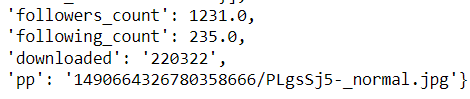 'followers_count': 1231.0,
'following_count': 235.0,
'downloaded': '220322',
'pp': '1490664326780358666/PLgsSj5-_normal.jpg'}